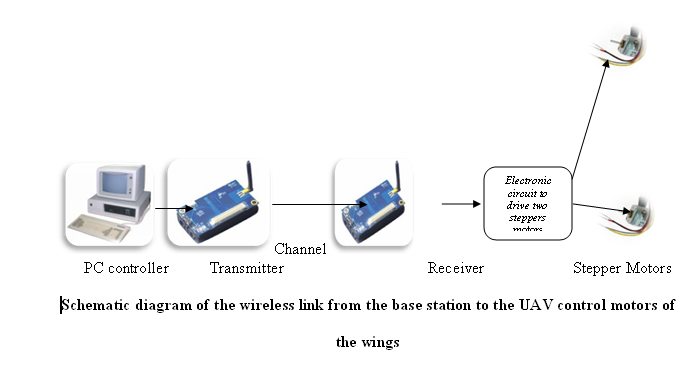 Electronic
circuit to
drive two
steppers
motors
Channel
PC controller Transmitter Receiver Stepper Motors
Schematic diagram of the wireless link from the base station to the UAV control motors of
the wings